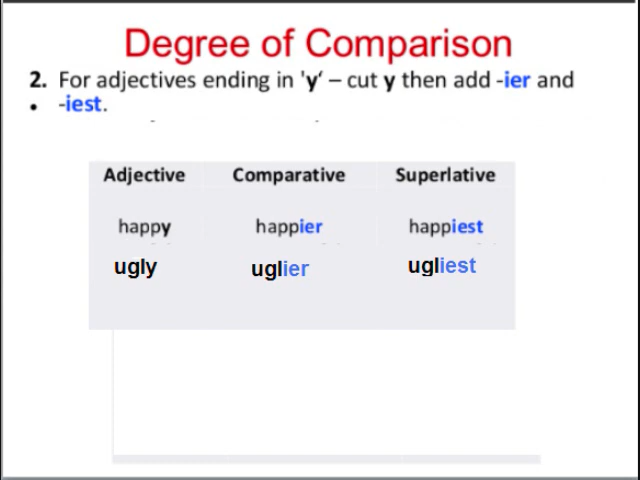 Degree of Comparison
2. For adjectives ending in 'y‘ – cut y then add -ier and
• -iest.
Adjective Comparative Superlative
happy happier happiest
ugly uglier ugliest